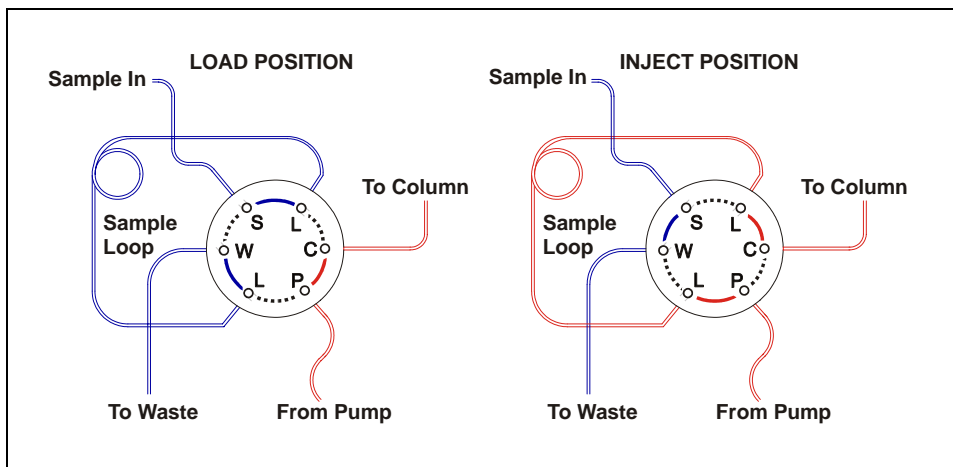 LOAD POSITION
Sample In
To Column
Sample
Loop
S
L
W
C
L
P
To Waste
From Pump
INJECT POSITION
Sample In
To Column
Sample
Loop
S
L
W
C
L
P
To Waste
From Pump